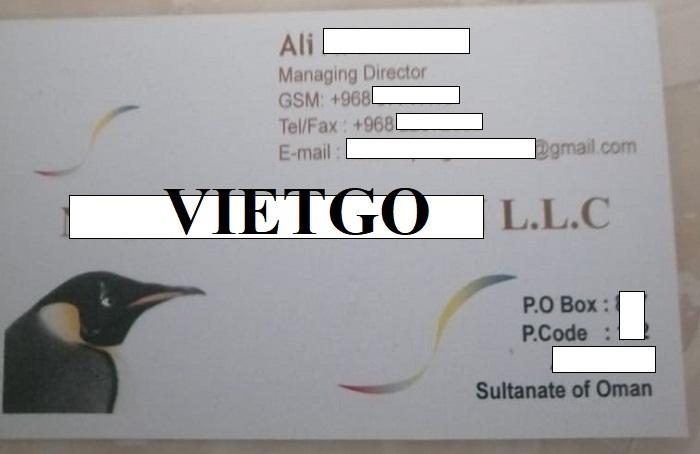 Ali
Managing Director
GSM: +968
Tel/Fax : +968
E-mail : @gmail.com
VIETGO L.L.C
P.O Box :
P.Code :
Sultanate of Oman